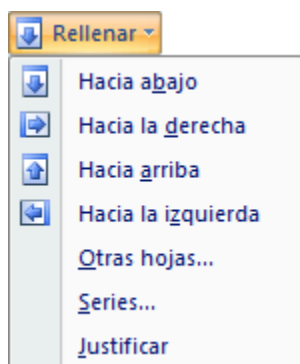 Rellenar
Hacia abajo
Hacia la derecha
Hacia arriba
Hacia la izquierda
Otras hojas...
Series...
Justificar